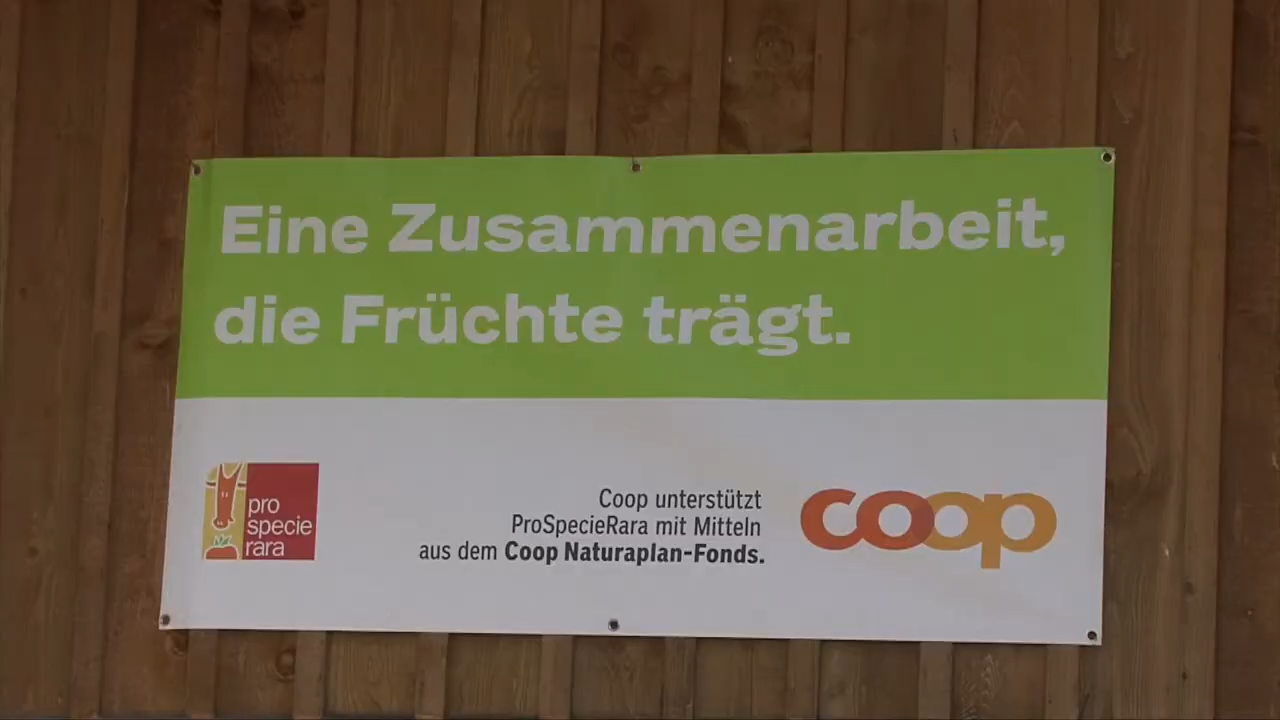 Eine Zusammenarbeit,
die Früchte trägt.
pro
specie
rara
Coop unterstützt
ProSpecieRara mit Mitteln
aus dem Coop Naturaplan-Fonds.
coop